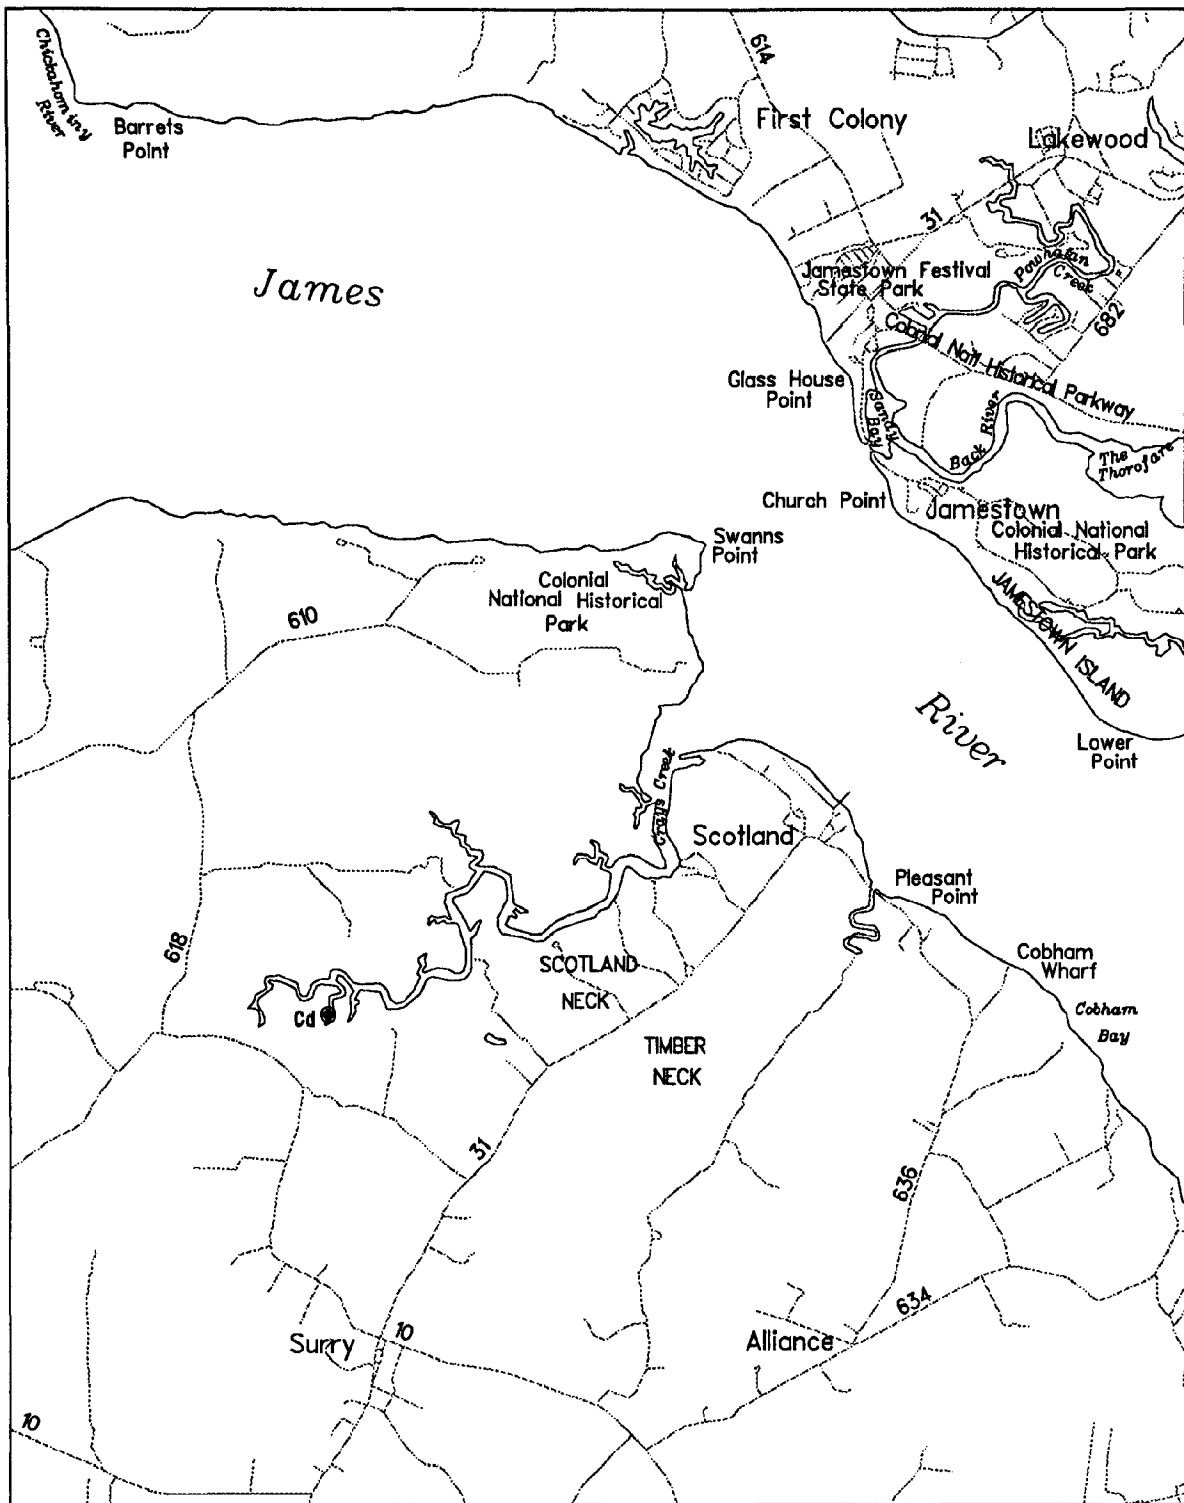 Chickahominy
River
Barrets
Point
614
First Colony
Lakewood
31
James
Jamestown Festival
State Park
Powhatan
Creek
682
Colonial Nat'l Historical Parkway
Glass House
Point
Sandy
Bay
Back River
The
Thorofare
Church Point
Jamestown
Colonial National
Historical Park
Swanns
Point
Colonial
National Historical
Park
610
JAMESTOWN ISLAND
River
Lower
Point
Grays Creek
Scotland
Pleasant
Point
618
SCOTLAND
NECK
Cobham
Wharf
Cobham
Bay
Cd
TIMBER
NECK
31
636
634
Surry
10
Alliance
10